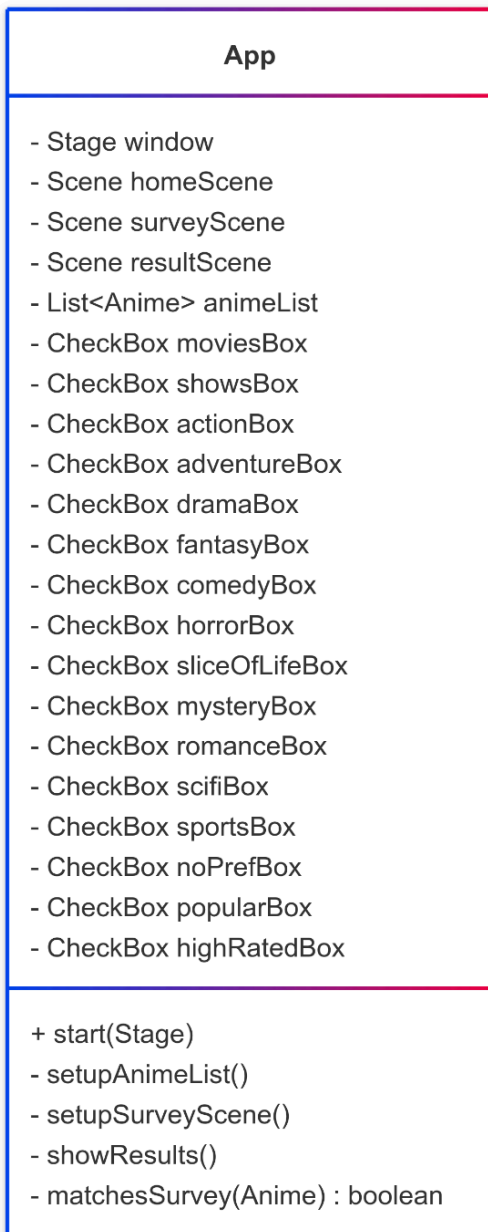 App
- Stage window
- Scene homeScene
- Scene surveyScene
- Scene resultScene
- List<Anime> animeList
- CheckBox moviesBox
- CheckBox showsBox
- CheckBox actionBox
- CheckBox adventureBox
- CheckBox dramaBox
- CheckBox fantasyBox
- CheckBox comedyBox
- CheckBox horrorBox
- CheckBox sliceOfLifeBox
- CheckBox mysteryBox
- CheckBox romanceBox
- CheckBox scifiBox
- CheckBox sportsBox
- CheckBox noPrefBox
- CheckBox popularBox
- CheckBox highRatedBox
+ start(Stage)
- setupAnimeList()
- setupSurveyScene()
- showResults()
- matchesSurvey(Anime) : boolean